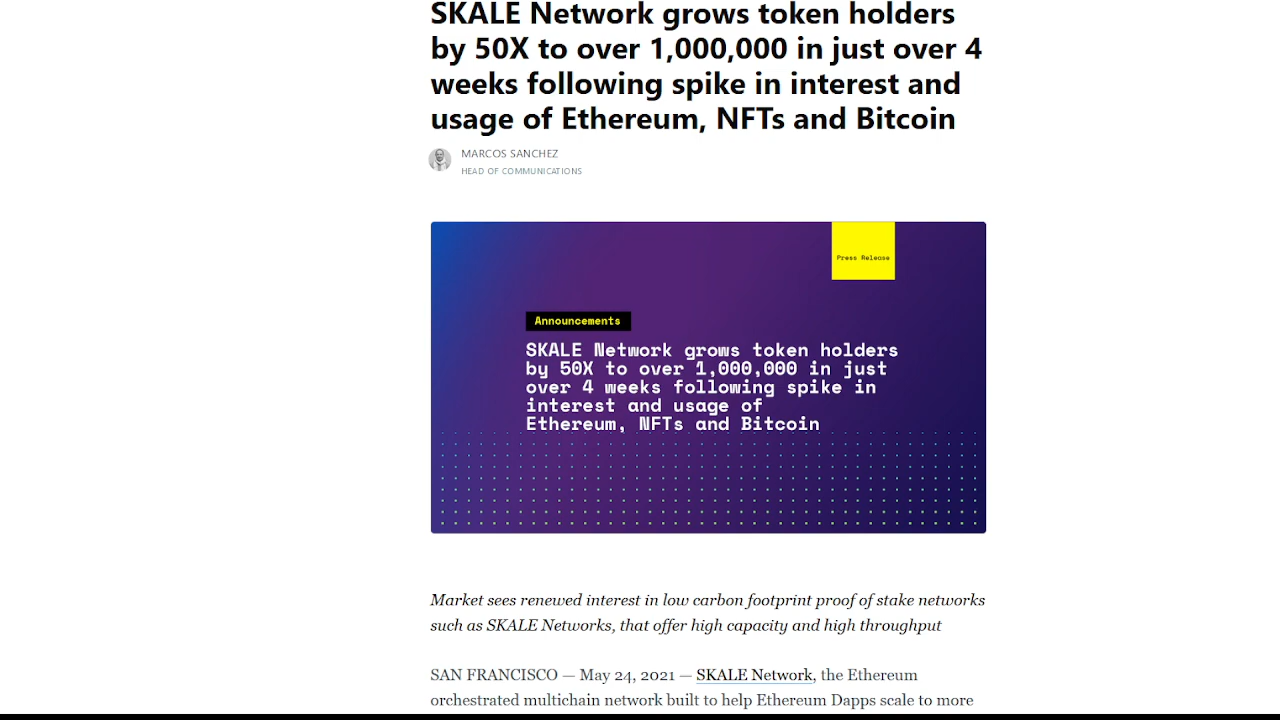 SKALE Network grows token holders
by 50X to over 1,000,000 in just over 4
weeks following spike in interest and
usage of Ethereum, NFTs and Bitcoin
MARCOS SANCHEZ
HEAD OF COMMUNICATIONS
Press Release
Announcements
SKALE Network grows token holders
by 50X to over 1,000,000 in just
over 4 weeks following spike in
interest and usage of
Ethereum, NFTs and Bitcoin
Market sees renewed interest in low carbon footprint proof of stake networks
such as SKALE Networks, that offer high capacity and high throughput
SAN FRANCISCO — May 24, 2021 — SKALE Network, the Ethereum
orchestrated multichain network built to help Ethereum Dapps scale to more